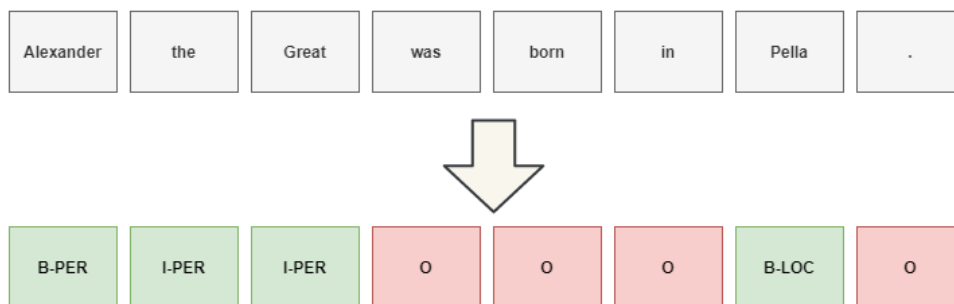 Alexander the Great was born in Pella .
B-PER I-PER I-PER O O O B-LOC O